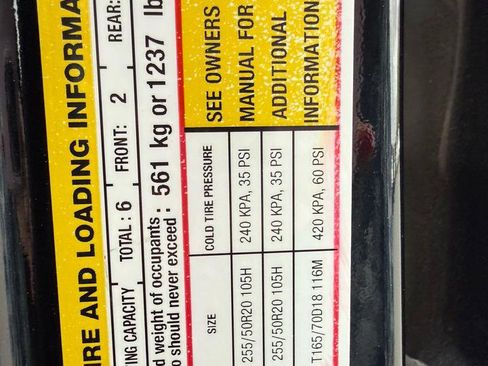 IRE AND LOADING INFORMA
TING CAPACITY TOTAL : 6 FRONT: 2 REAR:
d weight of occupants :
o should never exceed : 561 kg or 1237 lb
SIZE COLD TIRE PRESSURE
255/50R20 105H 240 KPA, 35 PSI
255/50R20 105H 240 KPA, 35 PSI
T165/70D18 116M 420 KPA, 60 PSI
SEE OWNERS
MANUAL FOR
ADDITIONAL
INFORMATION